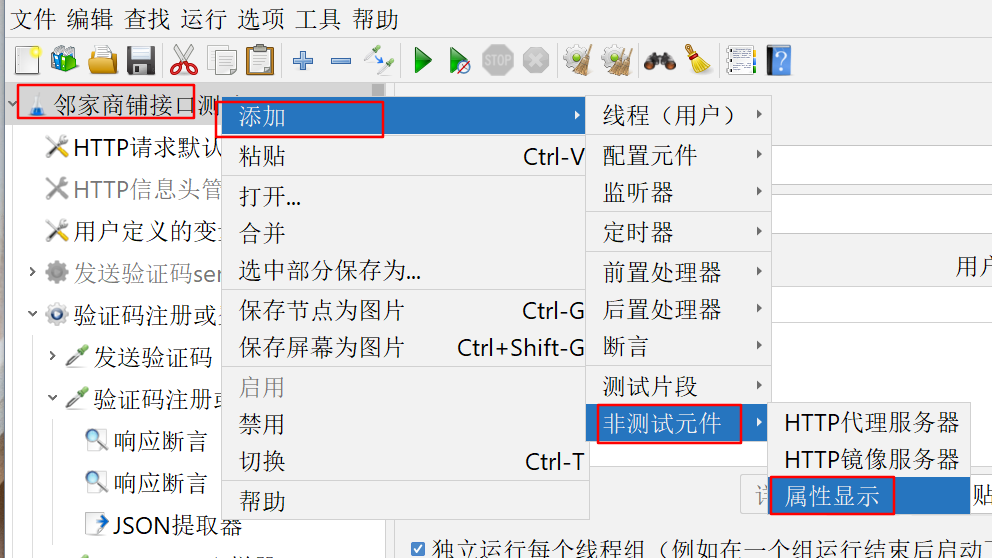 文件 编辑 查找 运行 选项 工具 帮助
STOP
邻家商铺接口测
HTTP请求默认
HTTP信息头管
用户定义的变
发送验证码ser
验证码注册或
发送验证码
验证码注册或
响应断言
响应断言
JSON提取器
添加
粘贴 Ctrl-V
打开...
合并
选中部分保存为...
保存节点为图片 Ctrl-G
保存屏幕为图片 Ctrl+Shift-G
启用
禁用
切换 Ctrl-T
帮助
线程（用户）
配置元件
监听器
定时器
前置处理器
后置处理器
断言
测试片段
非测试元件
HTTP代理服务器
HTTP镜像服务器
属性显示
用户
贴
独立运行每个线程组（例如在一个组运行结束后启动下